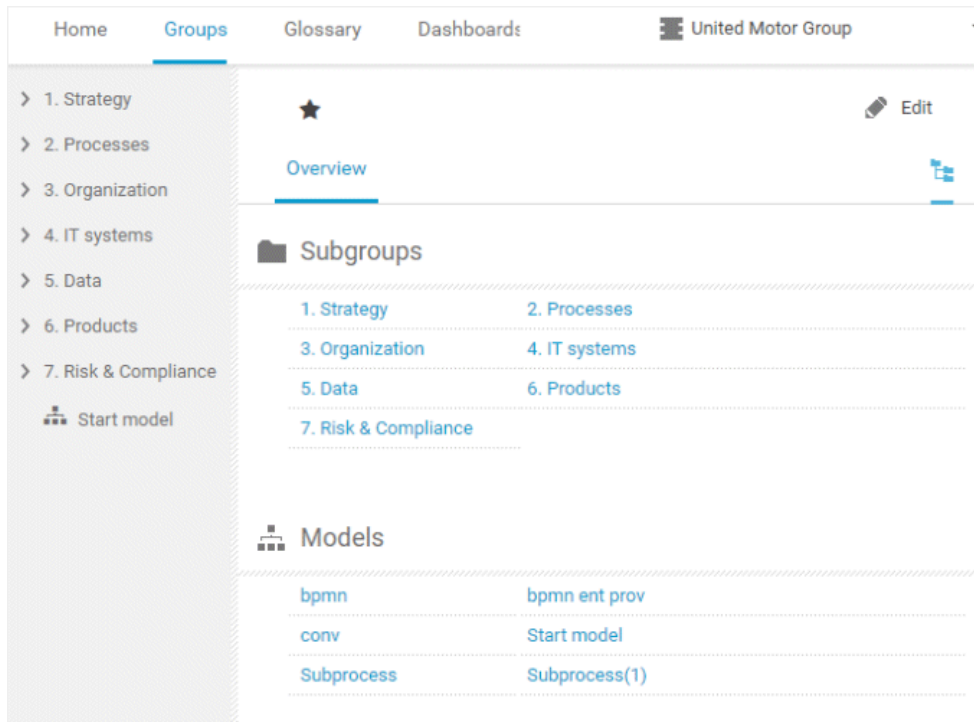 Home Groups Glossary Dashboards United Motor Group
1. Strategy
2. Processes
3. Organization
4. IT systems
5. Data
6. Products
7. Risk & Compliance
Start model
Edit
Overview
Subgroups
1. Strategy 2. Processes
3. Organization 4. IT systems
5. Data 6. Products
7. Risk & Compliance
Models
bpmn bpmn ent prov
conv Start model
Subprocess Subprocess(1)